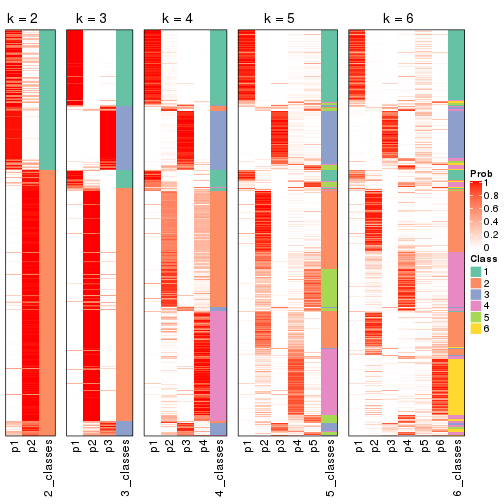 k = 2
k = 3
k = 4
k = 5
k = 6
p1
p2
2_classes
p1
p2
p3
3_classes
p1
p2
p3
p4
4_classes
p1
p2
p3
p4
p5
5_classes
p1
p2
p3
p4
p5
p6
6_classes
Prob
1
0.8
0.6
0.4
0.2
0
Class
1
2
3
4
5
6